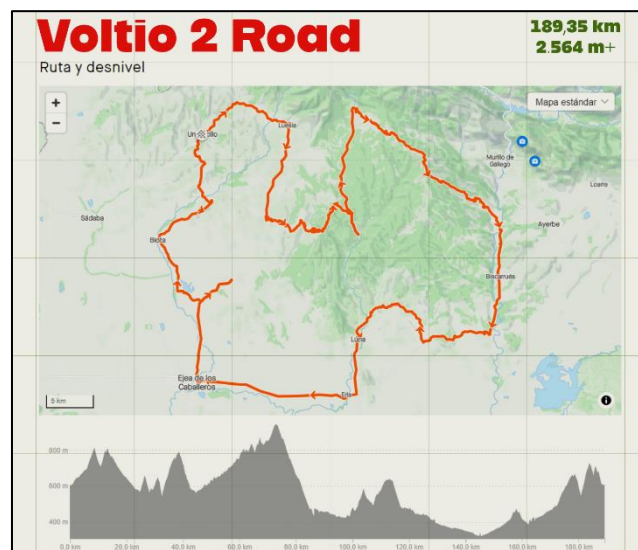 Voltio 2 Road
189,35 km
2.564 m+
Ruta y desnivel
+
−
Mapa estándar
Luesia
Murillo de
Gállego
Loarre
Sádaba
Ayerbe
Biota
Biscarrués
Luna
Ejea de los
Caballeros
Erla
5 km
i
800 m
600 m
400 m
0.0 km
20.0 km
40.0 km
60.0 km
80.0 km
100.0 km
120.0 km
140.0 km
160.0 km
180.0 km